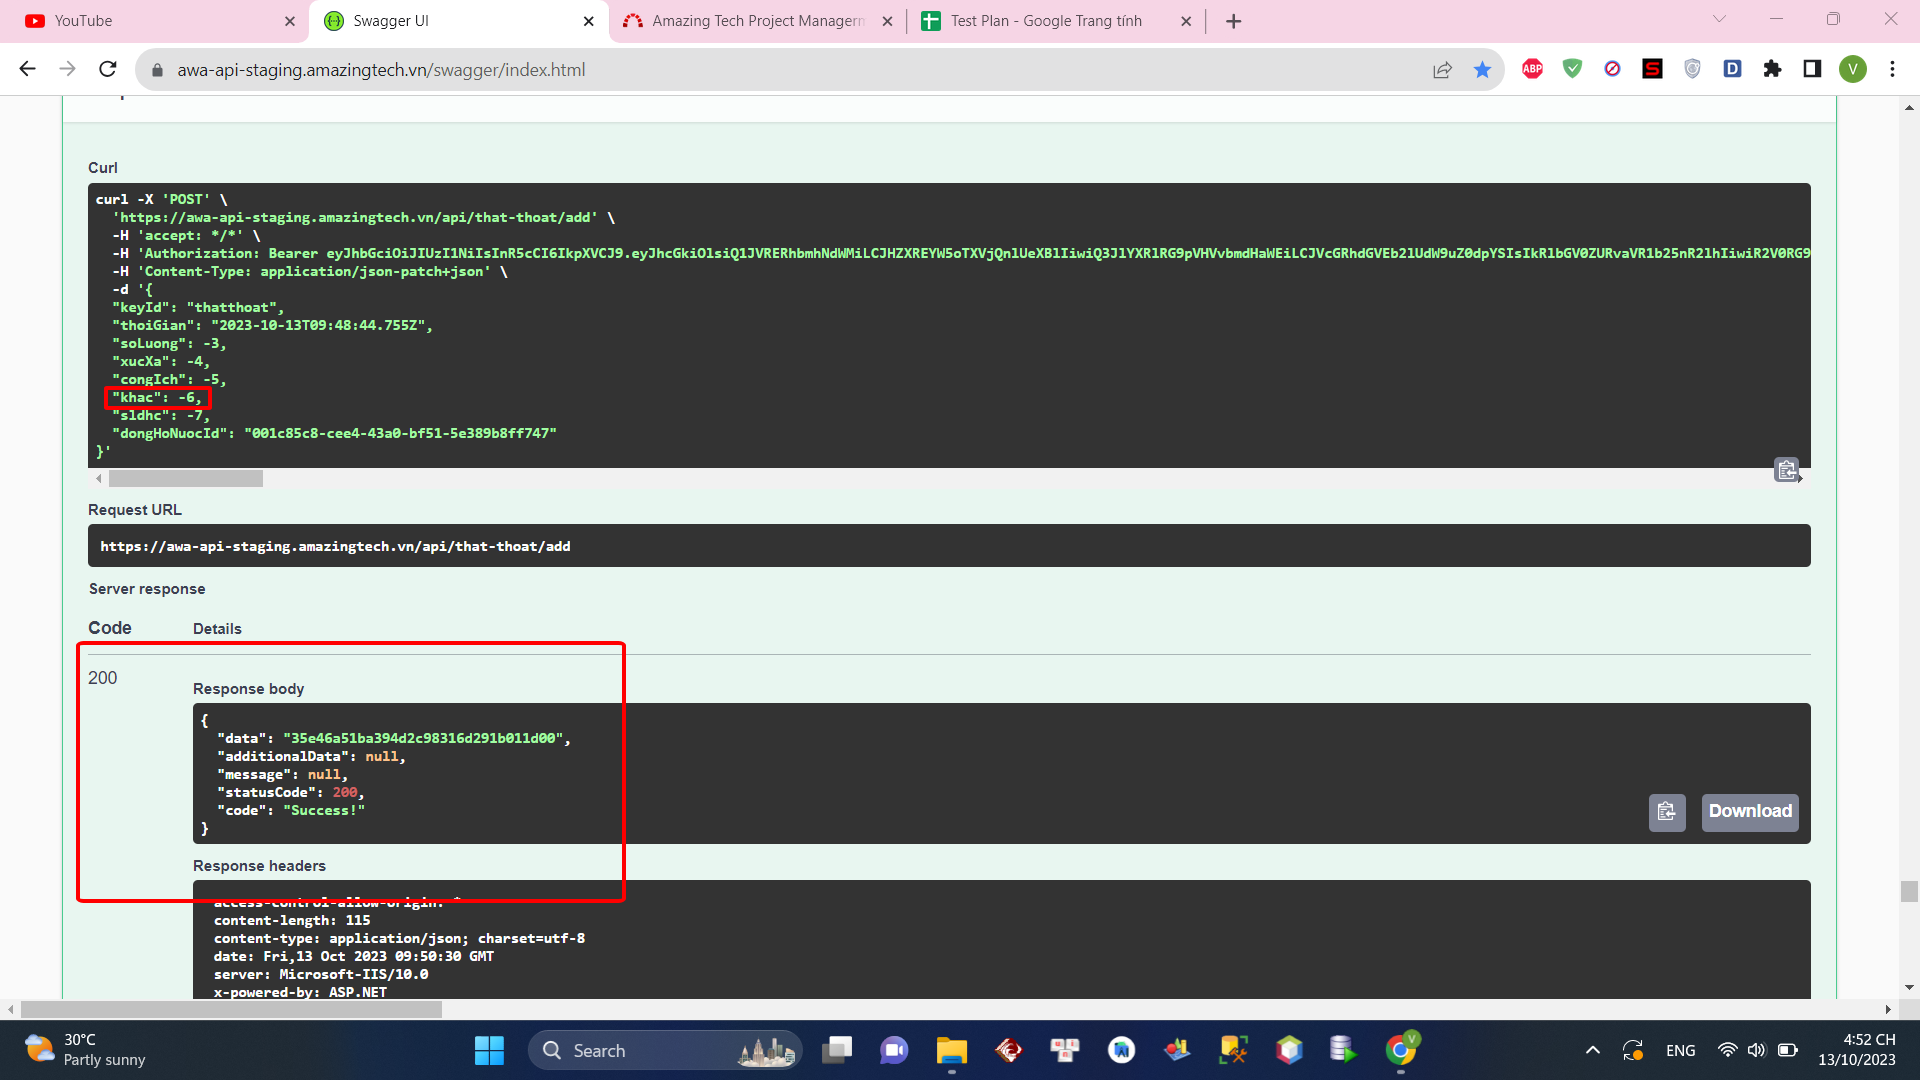 YouTube
Swagger UI
Amazing Tech Project Managem
Test Plan - Google Trang tính
awa-api-staging.amazingtech.vn/swagger/index.html
ABP
S
D
V
Curl
curl -X 'POST' \
'https://awa-api-staging.amazingtech.vn/api/that-thoat/add' \
-H 'accept: */*' \
-H 'Authorization: Bearer
-H 'Content-Type: application/json-patch+json' \
-d '{
"keyId": "thatthoat",
"thoiGian": "2023-10-13T09:48:44.755Z",
"soLuong": -3,
"xucXa": -4,
"congIch": -5,
"khac": -6,
"sldhc": -7,
"dongHoNuocId": "001c85c8-cee4-43a0-bf51-5e389b8ff747"
}'
Request URL
https://awa-api-staging.amazingtech.vn/api/that-thoat/add
Server response
Code
Details
200
Response body
{
"data": "35e46a51ba394d2c98316d291b011d00",
"additionalData": null,
"message": null,
"statusCode": 200,
"code": "Success!"
}
Download
Response headers
access-control-allow-origin: *
content-length: 115
content-type: application/json; charset=utf-8
date: Fri,13 Oct 2023 09:50:30 GMT
server: Microsoft-IIS/10.0
x-powered-by: ASP.NET
30°C
Partly sunny
Search
V
ENG
4:52 CH
13/10/2023